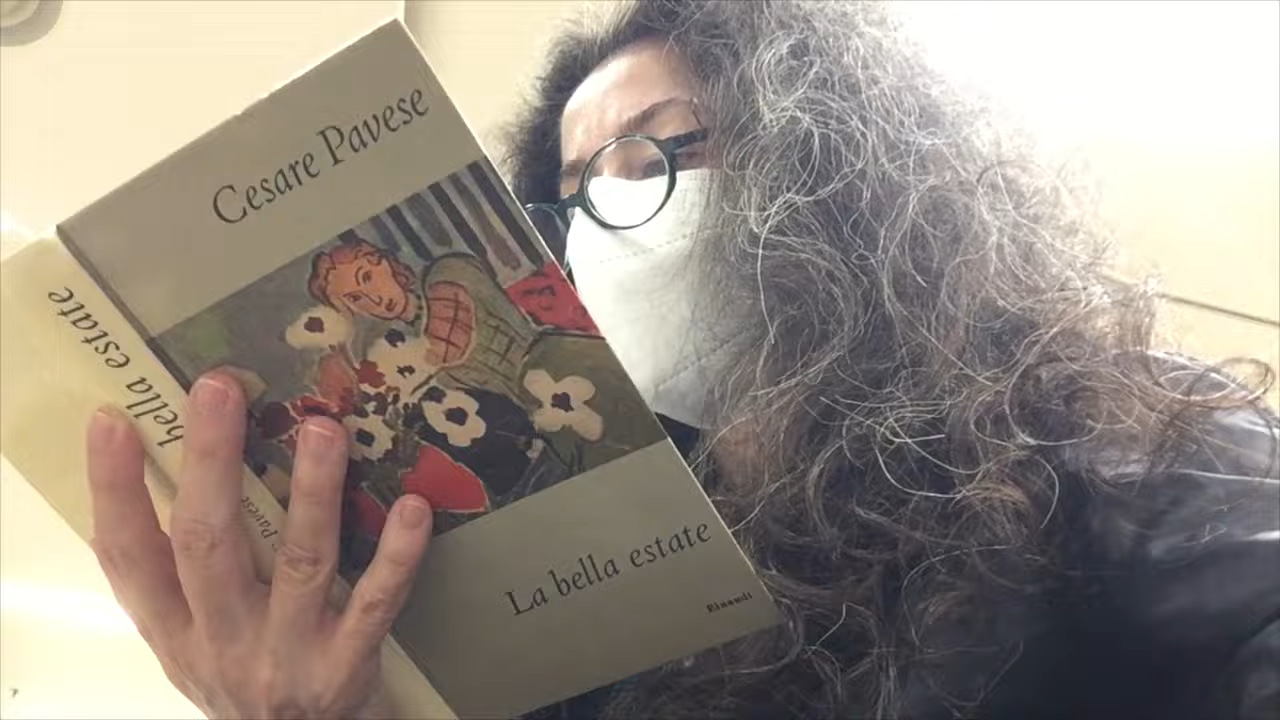 Cesare Pavese
La bella estate
Einaudi
bella estate
Pavese